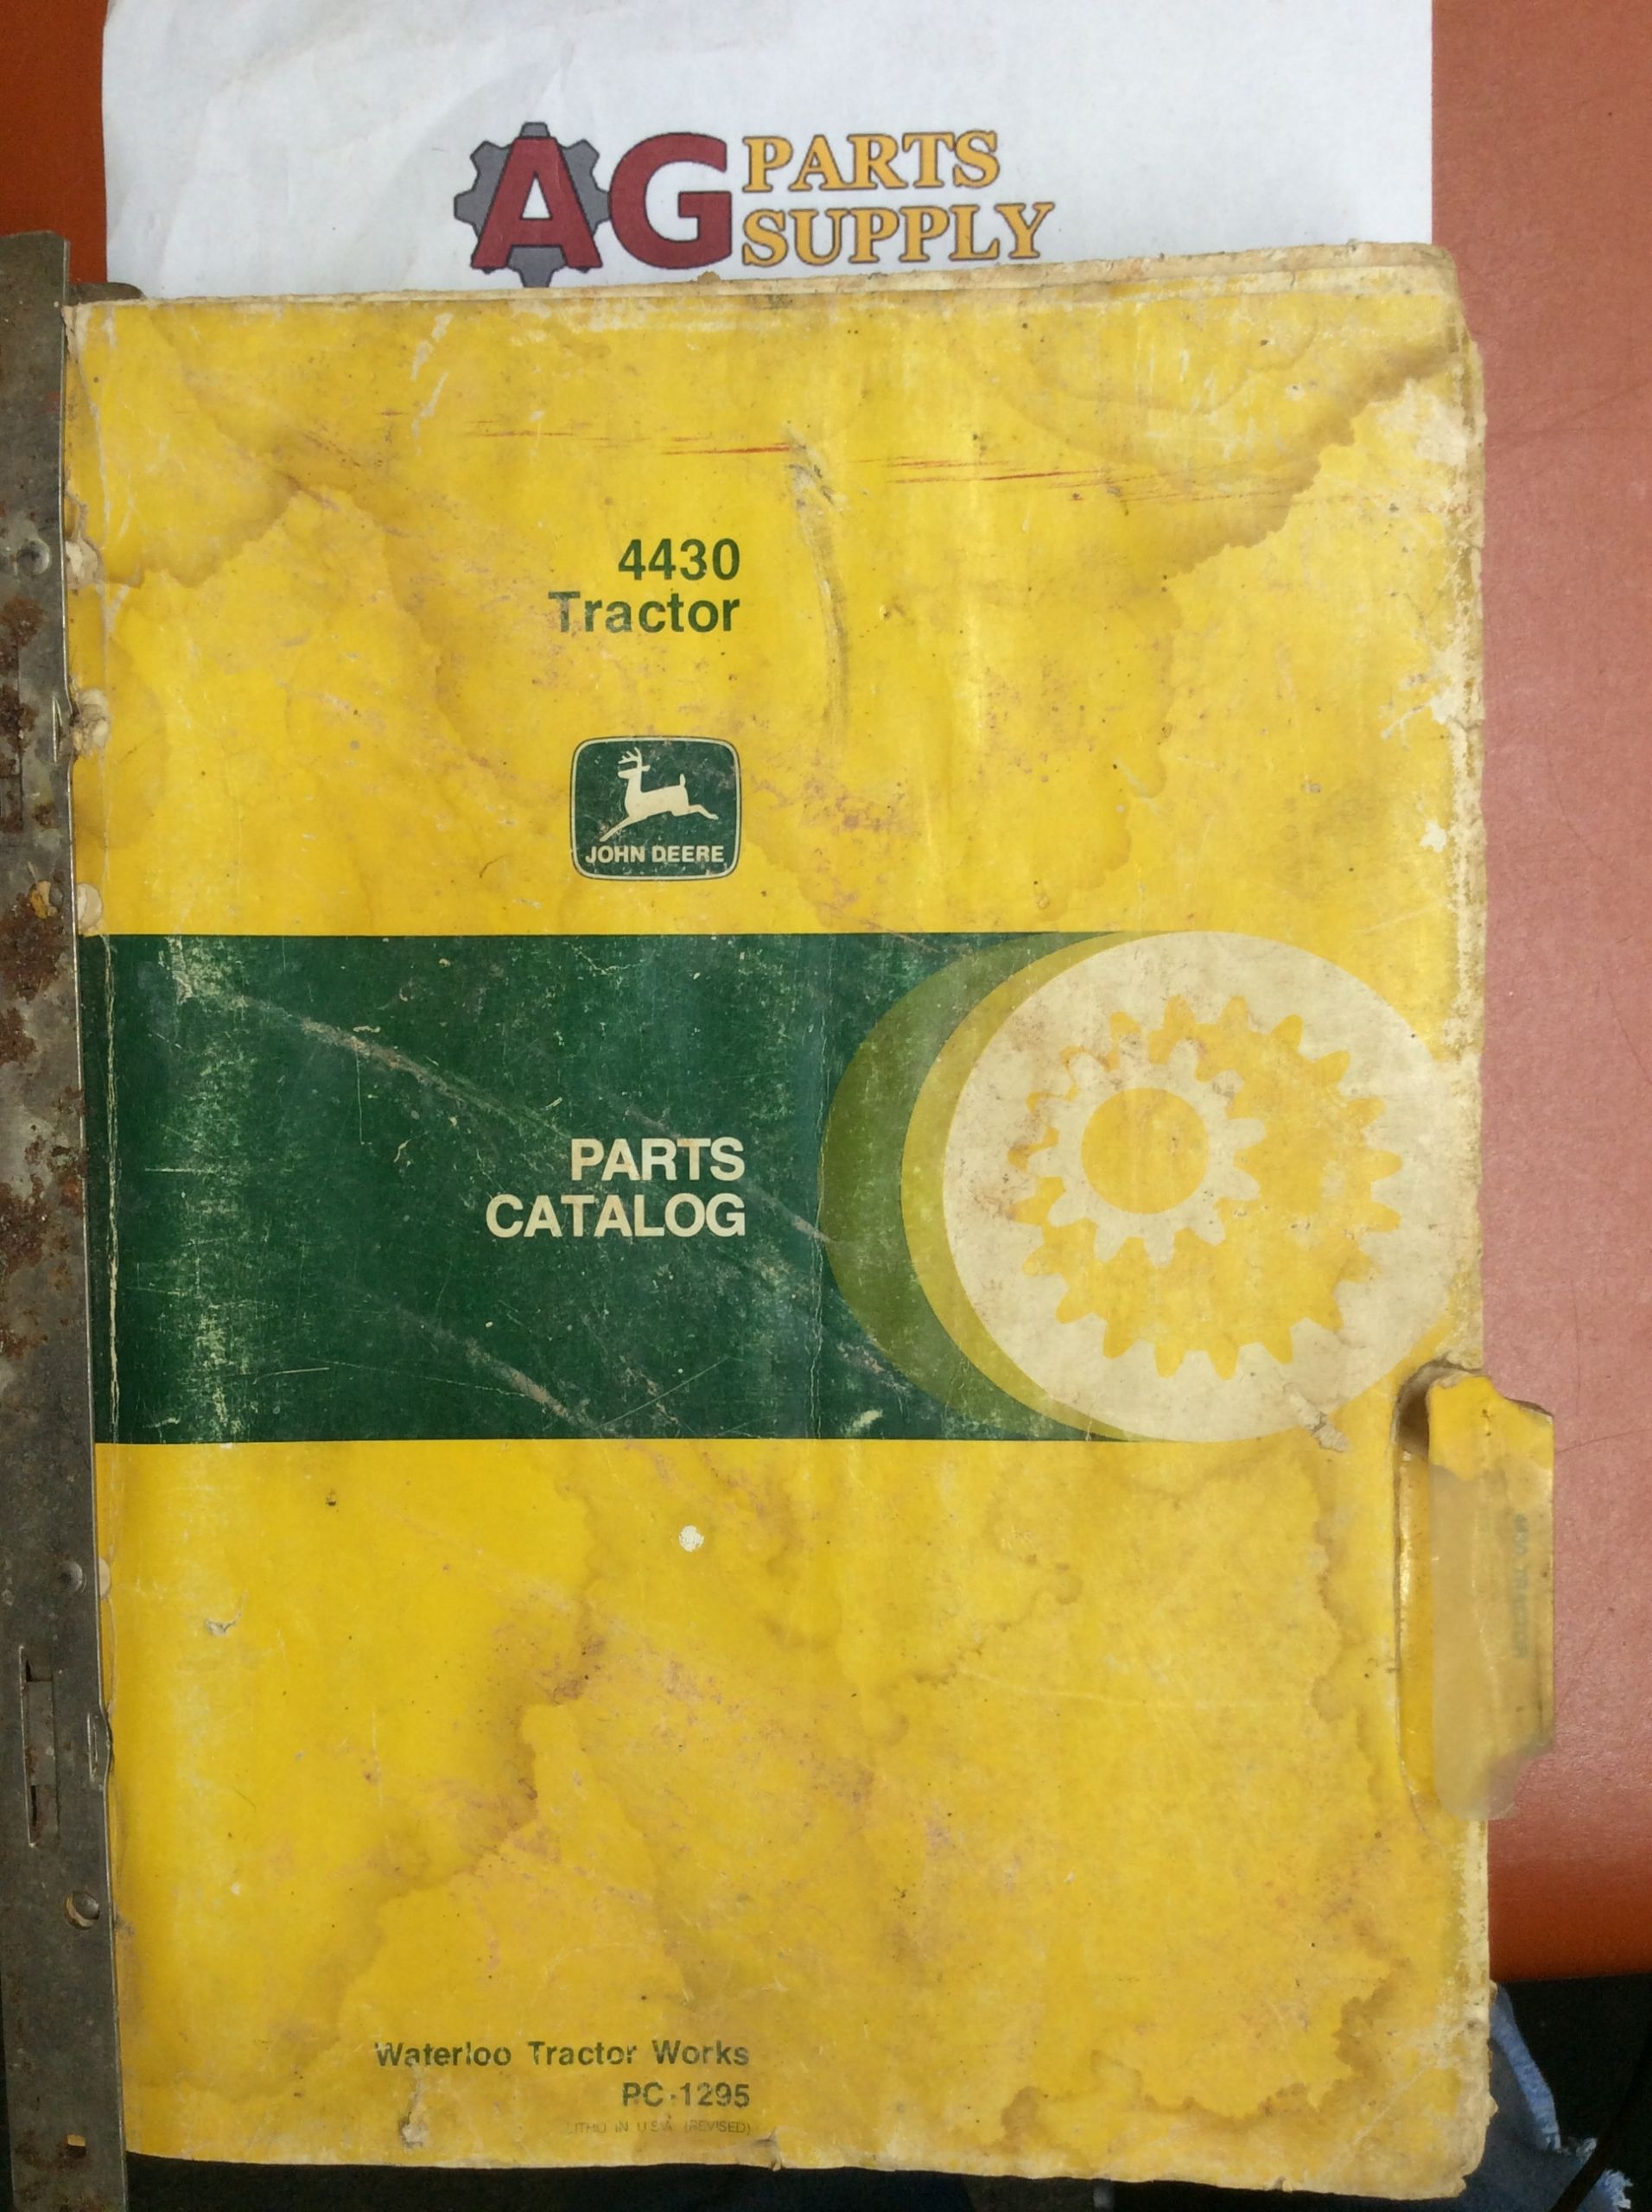 AG PARTS
SUPPLY
4430
Tractor
JOHN DEERE
PARTS
CATALOG
Waterloo Tractor Works
PC-1295
LITHO IN U.S.A. (REVISED)